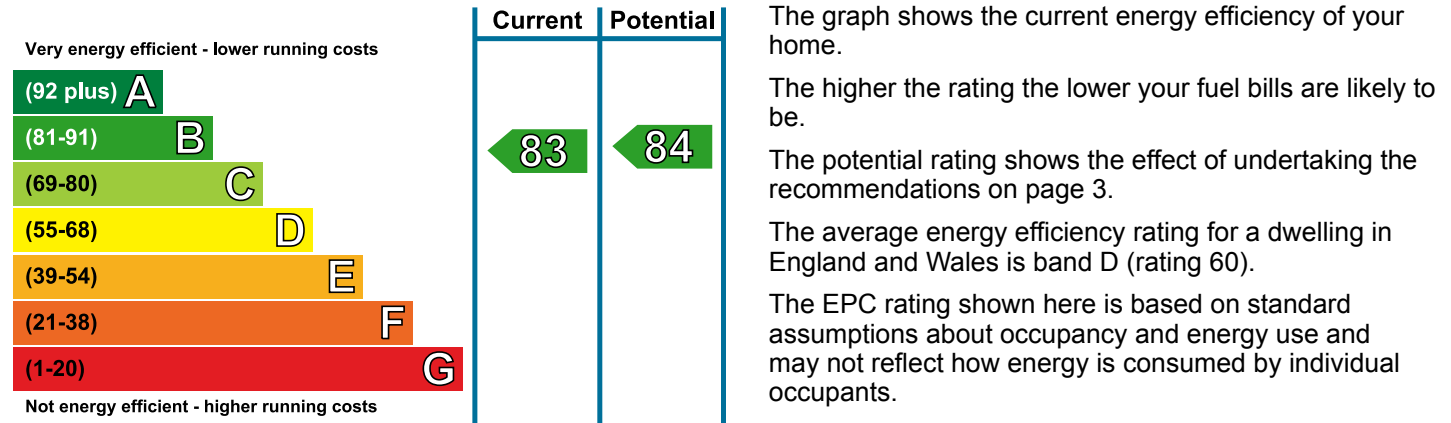 Current Potential
Very energy efficient - lower running costs
(92 plus) A
(81-91) B
(69-80) C
(55-68) D
(39-54) E
(21-38) F
(1-20) G
Not energy efficient - higher running costs
83 84
The graph shows the current energy efficiency of your
home.
The higher the rating the lower your fuel bills are likely to
be.
The potential rating shows the effect of undertaking the
recommendations on page 3.
The average energy efficiency rating for a dwelling in
England and Wales is band D (rating 60).
The EPC rating shown here is based on standard
assumptions about occupancy and energy use and
may not reflect how energy is consumed by individual
occupants.